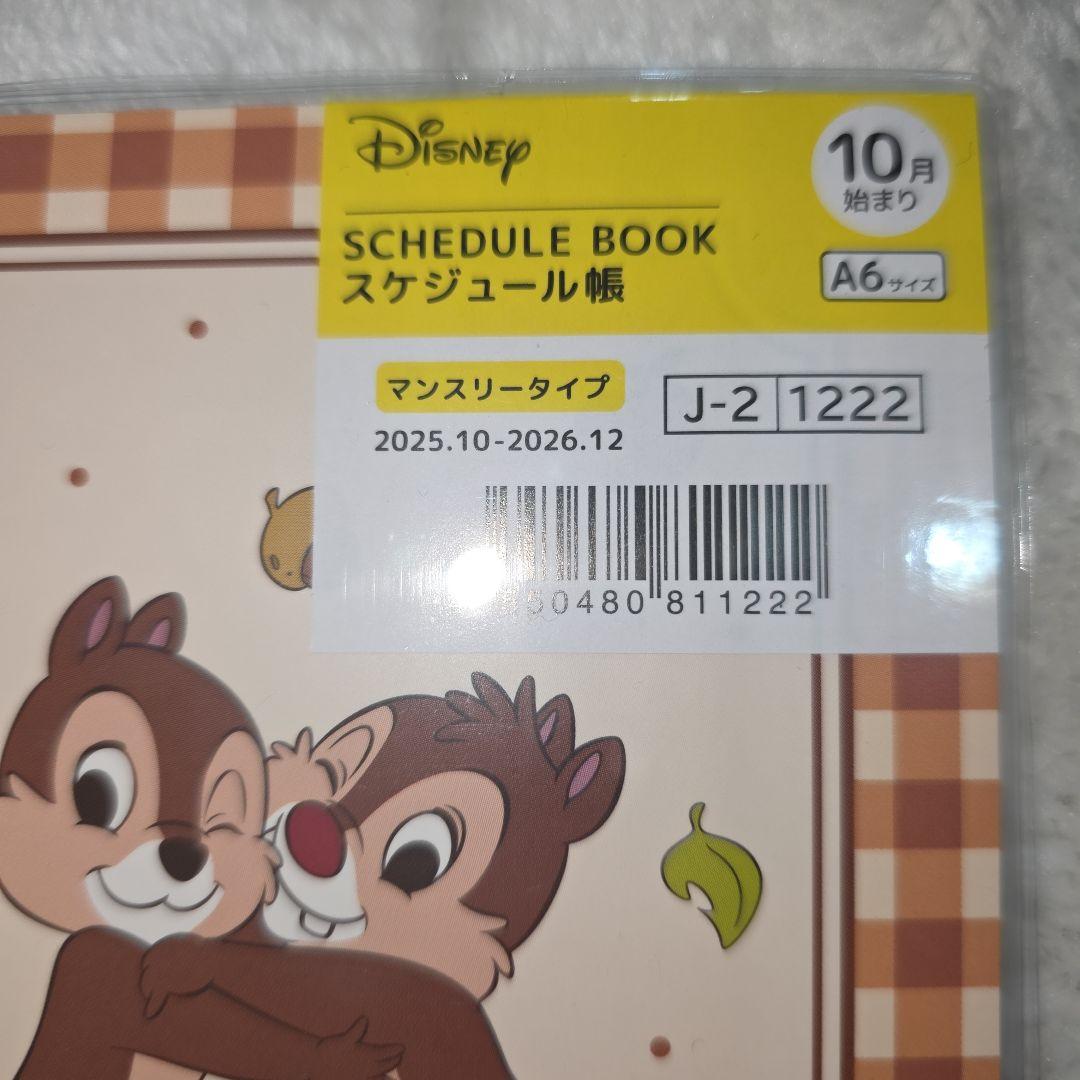 Disney
10月
始まり
SCHEDULE BOOK
スケジュール帳
A6サイズ
マンスリータイプ
J-2 1222
2025.10-2026.12
50480 811222